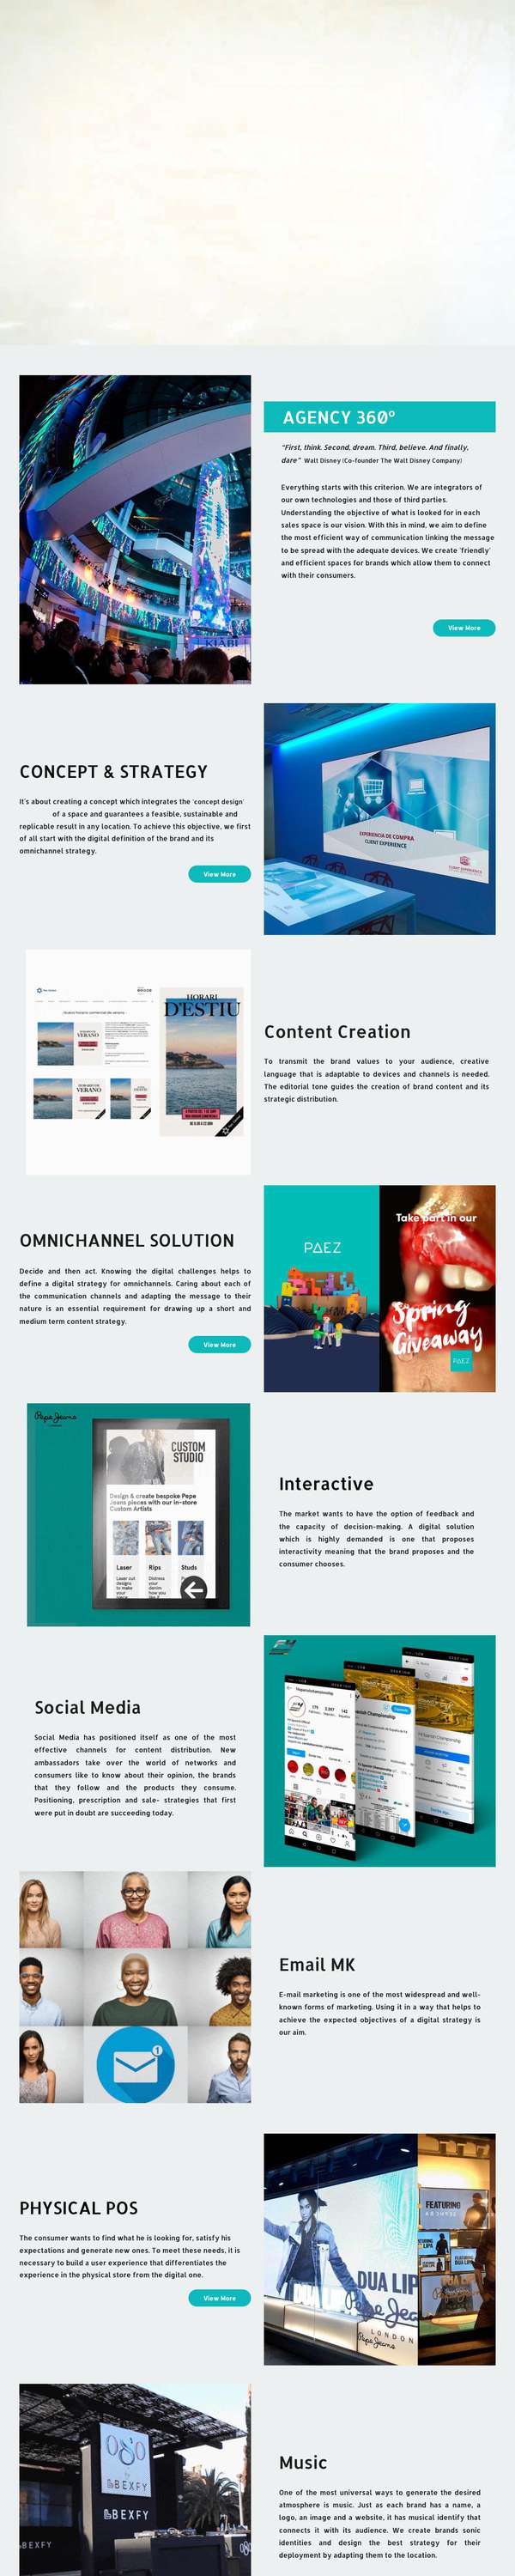 AGENCY 360º
"First, think. Second, dream. Third, believe. And finally,
dare" Walt Disney (Co-founder The Walt Disney Company)
Everything starts with this criterion. We are integrators of
our own technologies and those of third parties.
Understanding the objective of what is looked for in each
sales space is our vision. With this in mind, we aim to define
the most efficient way of communication linking the message
to be spread with the adequate devices. We create 'friendly'
and efficient spaces for brands which allow them to connect
with their consumers.
KIABI
View More
CONCEPT & STRATEGY
It's about creating a concept which integrates the 'concept design'
of a space and guarantees a feasible, sustainable and
replicable result in any location. To achieve this objective, we first
of all start with the digital definition of the brand and its
omnichannel strategy.
View More
EXPERIENCIA DE COMPRA
CLIENT EXPERIENCE
CLIENT EXPERIENCE
HORARI
D'ESTIU
HORARIO DE
VERANO
Content Creation
To transmit the brand values to your audience, creative
language that is adaptable to devices and channels is needed.
The editorial tone guides the creation of brand content and its
strategic distribution.
OMNICHANNEL SOLUTION
Decide and then act. Knowing the digital challenges helps to
define a digital strategy for omnichannels. Caring about each of
the communication channels and adapting the message to their
nature is an essential requirement for drawing up a short and
medium term content strategy.
View More
PAEZ
Take part in our
Spring
Giveaway
PAEZ
Pepe Jeans
CUSTOM
STUDIO
Design & create bespoke Pepe
Jeans pieces with our in-store
Custom Artists
Laser Rips Studs
Laser cut
designs
to make
your
Distress
your
denim
how you
Interactive
The market wants to have the option of feedback and
the capacity of decision-making. A digital solution
which is highly demanded is one that proposes
interactivity meaning that the brand proposes and the
consumer chooses.
Social Media
Social Media has positioned itself as one of the most
effective channels for content distribution. New
ambassadors take over the world of networks and
consumers like to know about their opinion, the brands
that they follow and the products they consume.
Positioning, prescription and sale- strategies that first
were put in doubt are succeeding today.
1
Email MK
E-mail marketing is one of the most widespread and well-
known forms of marketing. Using it in a way that helps to
achieve the expected objectives of a digital strategy is
our aim.
PHYSICAL POS
The consumer wants to find what he is looking for, satisfy his
expectations and generate new ones. To meet these needs, it is
necessary to build a user experience that differentiates the
experience in the physical store from the digital one.
View More
DUA LIP
Pepe Jea
LONDON
Pepe Jeans
FEATURING
BEXFY
BEXFY
BEXFY
Music
One of the most universal ways to generate the desired
atmosphere is music. Just as each brand has a name, a
logo, an image and a website, it has musical identity that
connects it with its audience. We create brands sonic
identities and design the best strategy for their
deployment by adapting them to the location.